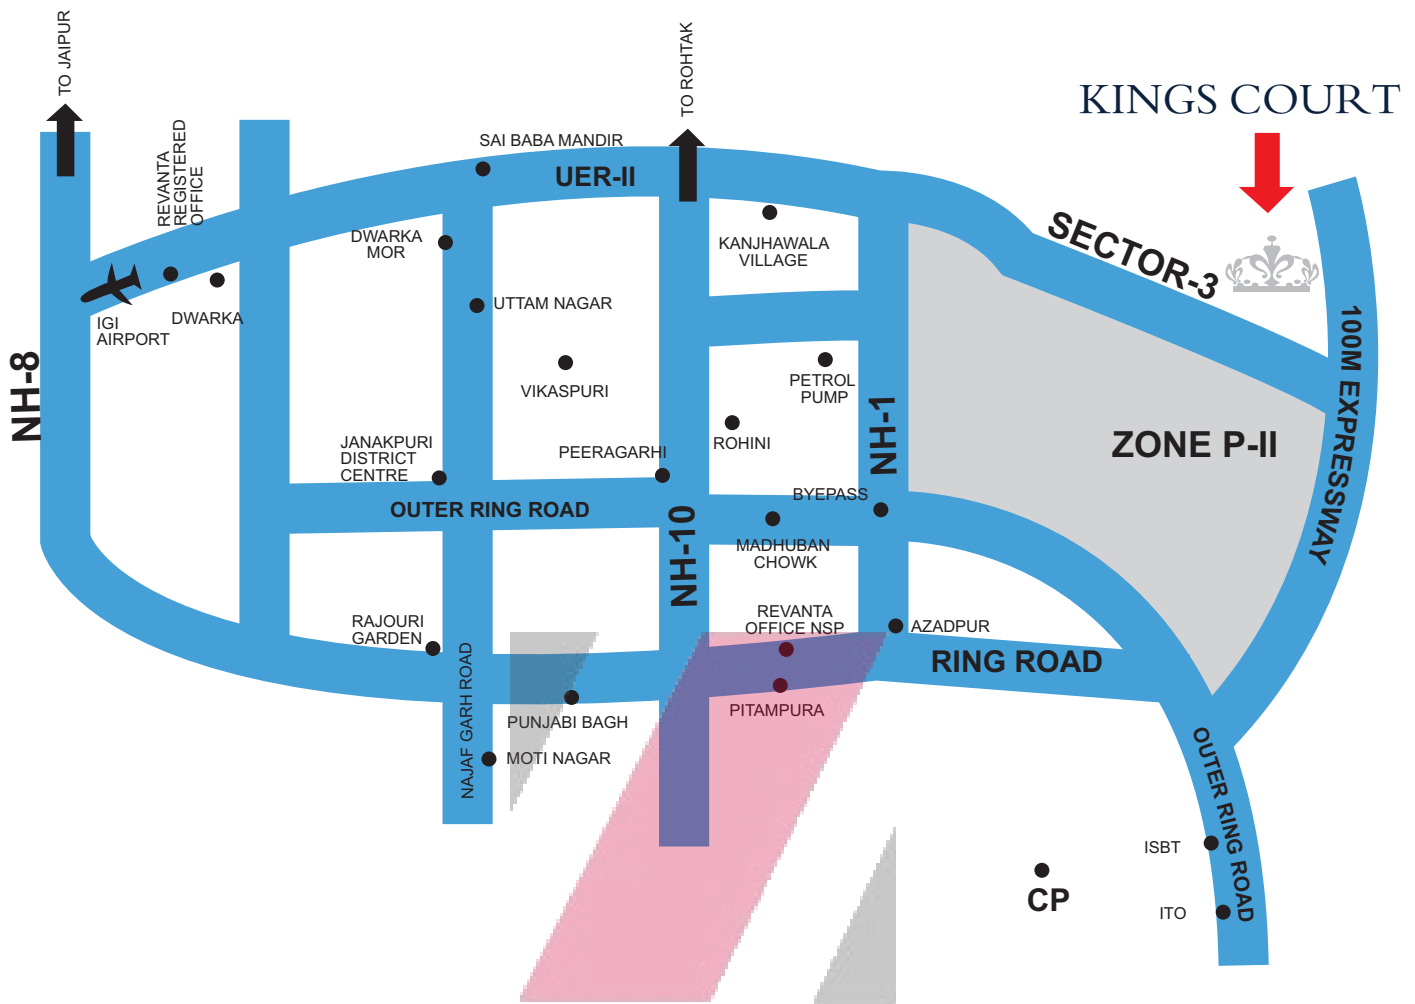 TO JAIPUR
TO ROHTAK
KINGS COURT
SAI BABA MANDIR
UER-II
REVANTA
REGISTERED
OFFICE
DWARKA
MOR
KANJHAWALA
VILLAGE
SECTOR-3
IGI
AIRPORT
DWARKA
UTTAM NAGAR
100M EXPRESSWAY
NH-8
VIKASPURI
PETROL
PUMP
NH-1
JANAKPURI
DISTRICT
CENTRE
PEERAGARHI
ROHINI
ZONE P-II
BYEPASS
OUTER RING ROAD
NH-10
MADHUBAN
CHOWK
RAJOURI
GARDEN
REVANTA
OFFICE NSP
AZADPUR
RING ROAD
NAJAF GARH ROAD
PUNJABI BAGH
PITAMPURA
MOTI NAGAR
OUTER RING ROAD
ISBT
CP
ITO